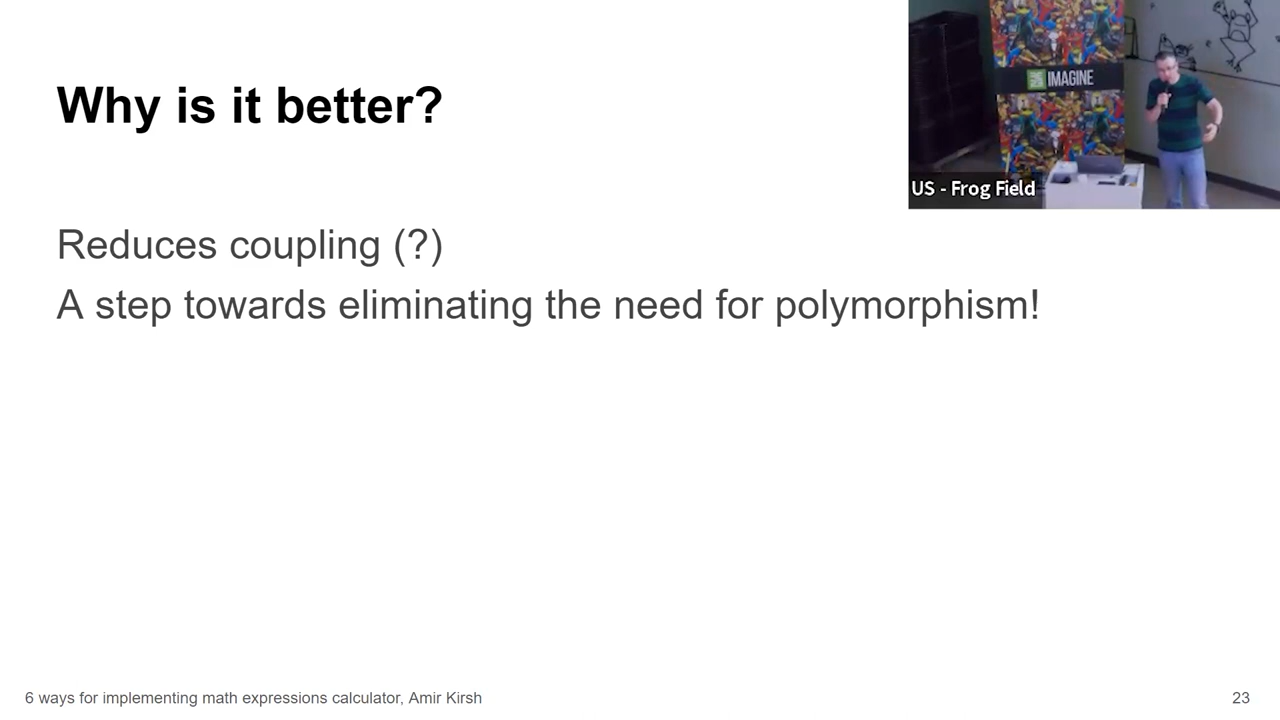 Why is it better?
IMAGINE
US - Frog Field
Reduces coupling (?)
A step towards eliminating the need for polymorphism!
6 ways for implementing math expressions calculator, Amir Kirsh
23